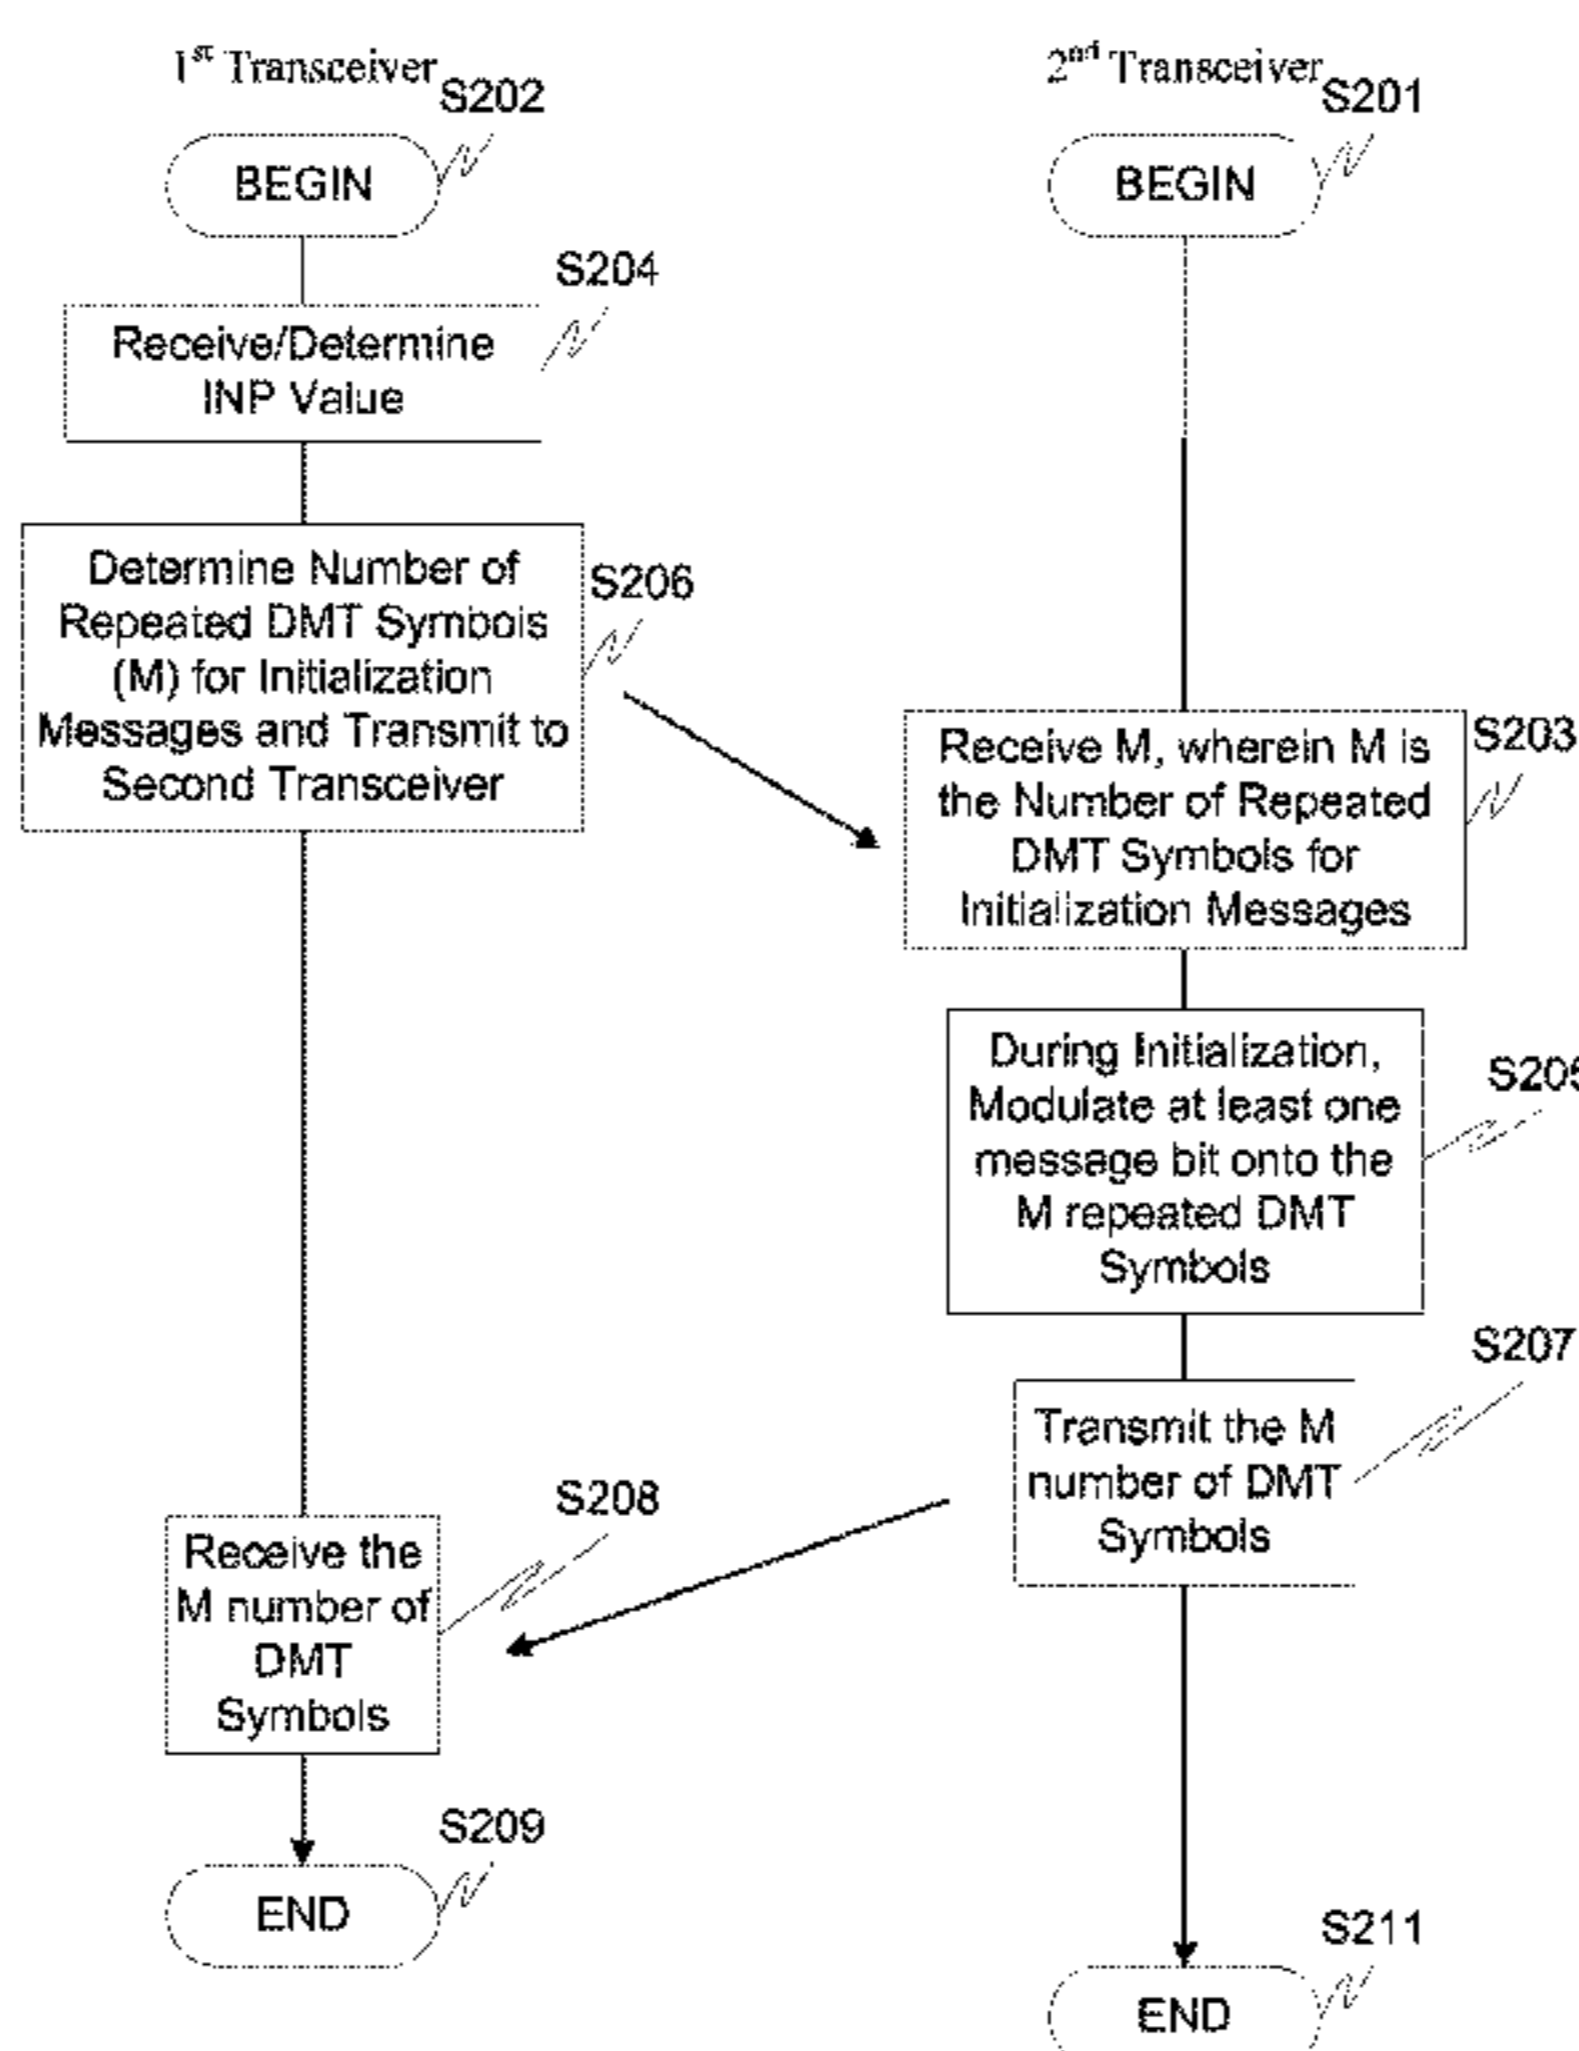 1st Transceiver
S202
BEGIN
S204
Receive/Determine
INP Value
Determine Number of
Repeated DMT Symbols
(M) for Initialization
Messages and Transmit to
Second Transceiver
S206
Receive the
M number of
DMT
Symbols
S208
S209
END
2nd Transceiver
S201
BEGIN
Receive M, wherein M is
the Number of Repeated
DMT Symbols for
Initialization Messages
S203
During Initialization,
Modulate at least one
message bit onto the
M repeated DMT
Symbols
S205
S207
Transmit the M
number of DMT
Symbols
S211
END